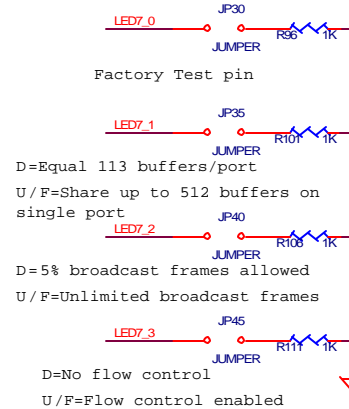 JP30
LED7_0
R96 1K
JUMPER
Factory Test pin
JP35
LED7_1
R101 1K
JUMPER
D=Equal 113 buffers/port
U/F=Share up to 512 buffers on
single port
JP40
LED7_2
R106 1K
JUMPER
D=5% broadcast frames allowed
U/F=Unlimited broadcast frames
JP45
LED7_3
R111 1K
JUMPER
D=No flow control
U/F=Flow control enabled